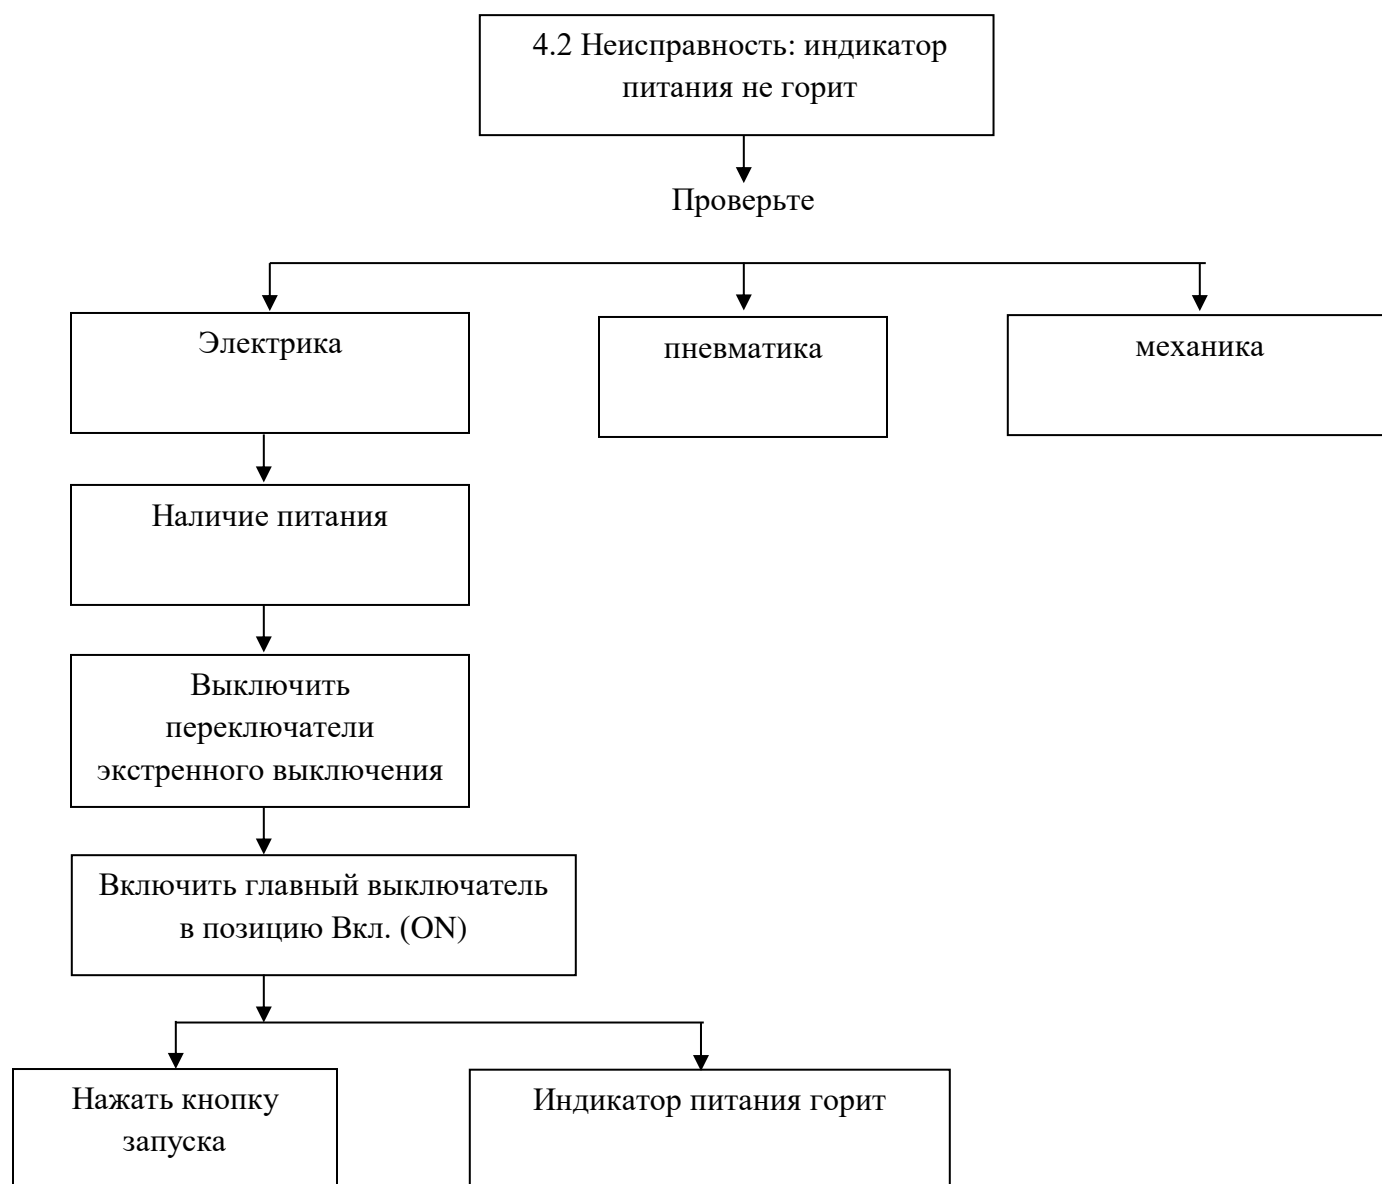 4.2 Неисправность: индикатор
питания не горит
Проверьте
Электрика
пневматика
механика
Наличие питания
Выключить
переключатели
экстренного выключения
Включить главный выключатель
в позицию Вкл. (ON)
Нажать кнопку
запуска
Индикатор питания горит